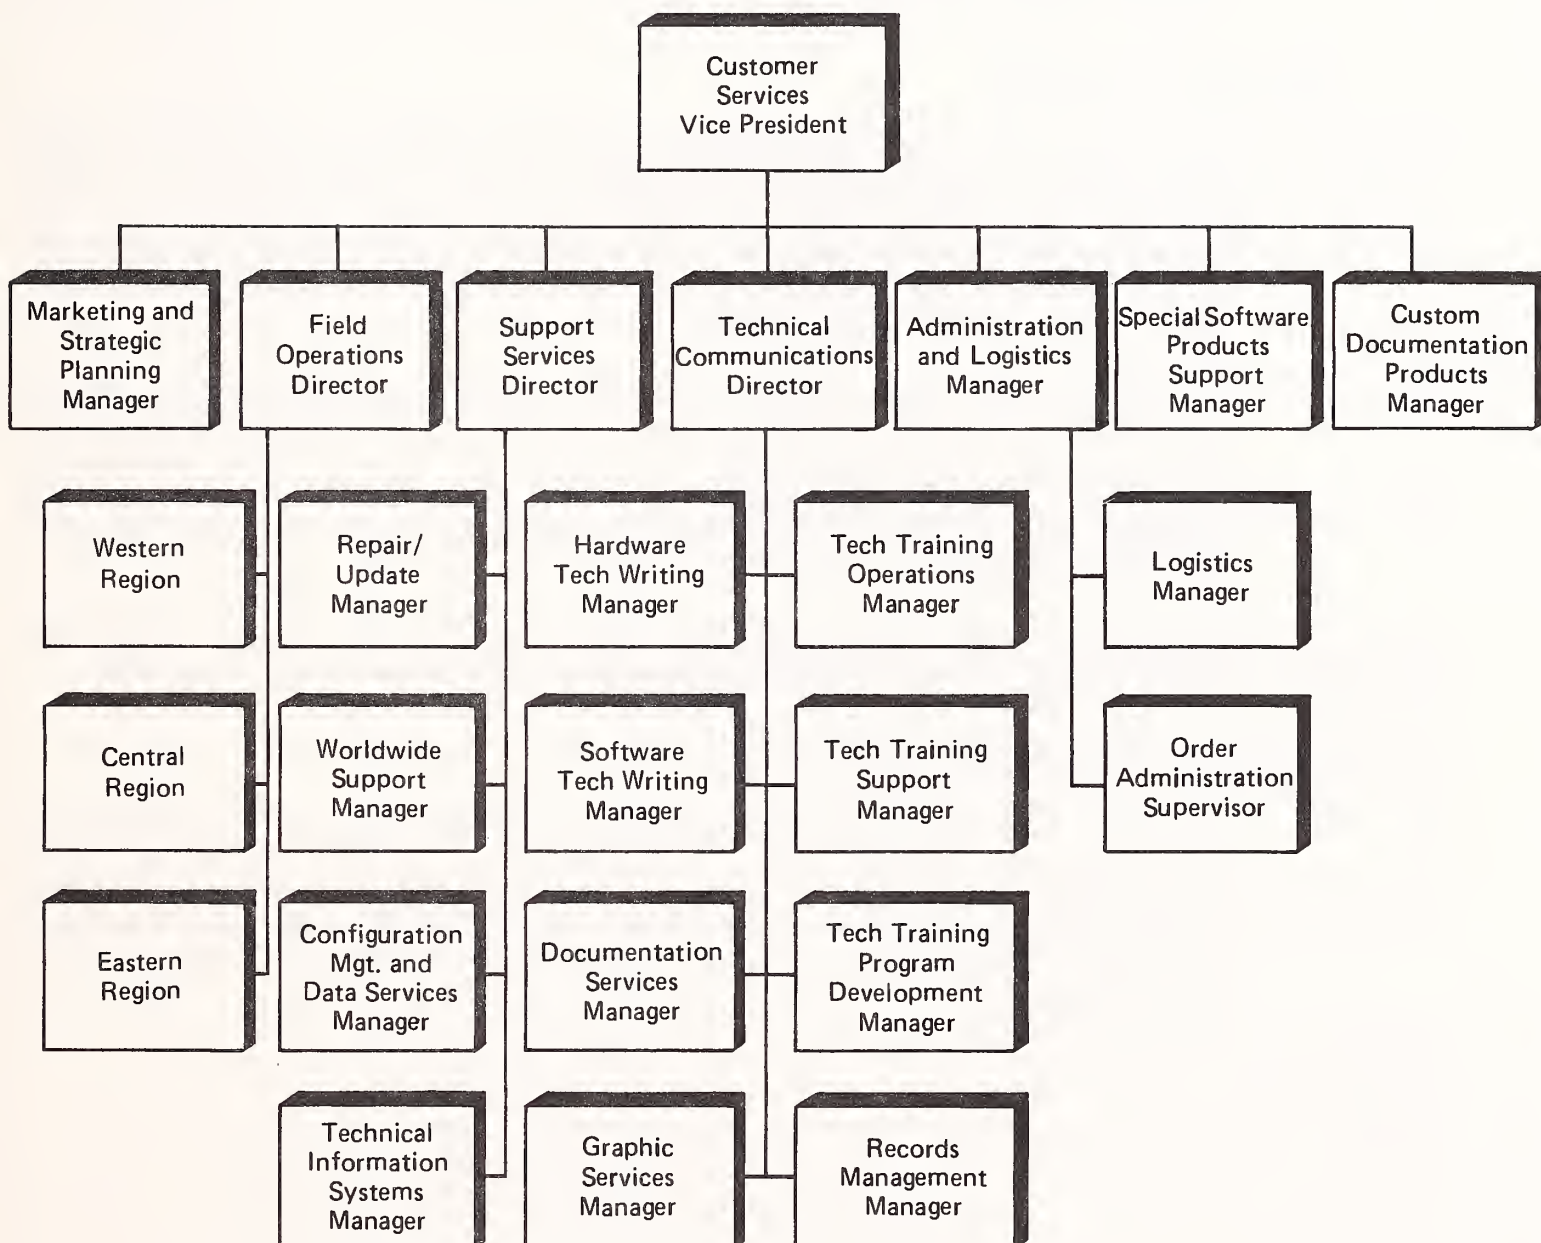 Customer
Services
Vice President
Marketing and
Strategic
Planning
Manager
Field
Operations
Director
Support
Services
Director
Technical
Communications
Director
Administration
and Logistics
Manager
Special Software
Products
Support
Manager
Custom
Documentation
Products
Manager
Western
Region
Repair/
Update
Manager
Hardware
Tech Writing
Manager
Tech Training
Operations
Manager
Logistics
Manager
Central
Region
Worldwide
Support
Manager
Software
Tech Writing
Manager
Tech Training
Support
Manager
Order
Administration
Supervisor
Eastern
Region
Configuration
Mgt. and
Data Services
Manager
Documentation
Services
Manager
Tech Training
Program
Development
Manager
Technical
Information
Systems
Manager
Graphic
Services
Manager
Records
Management
Manager